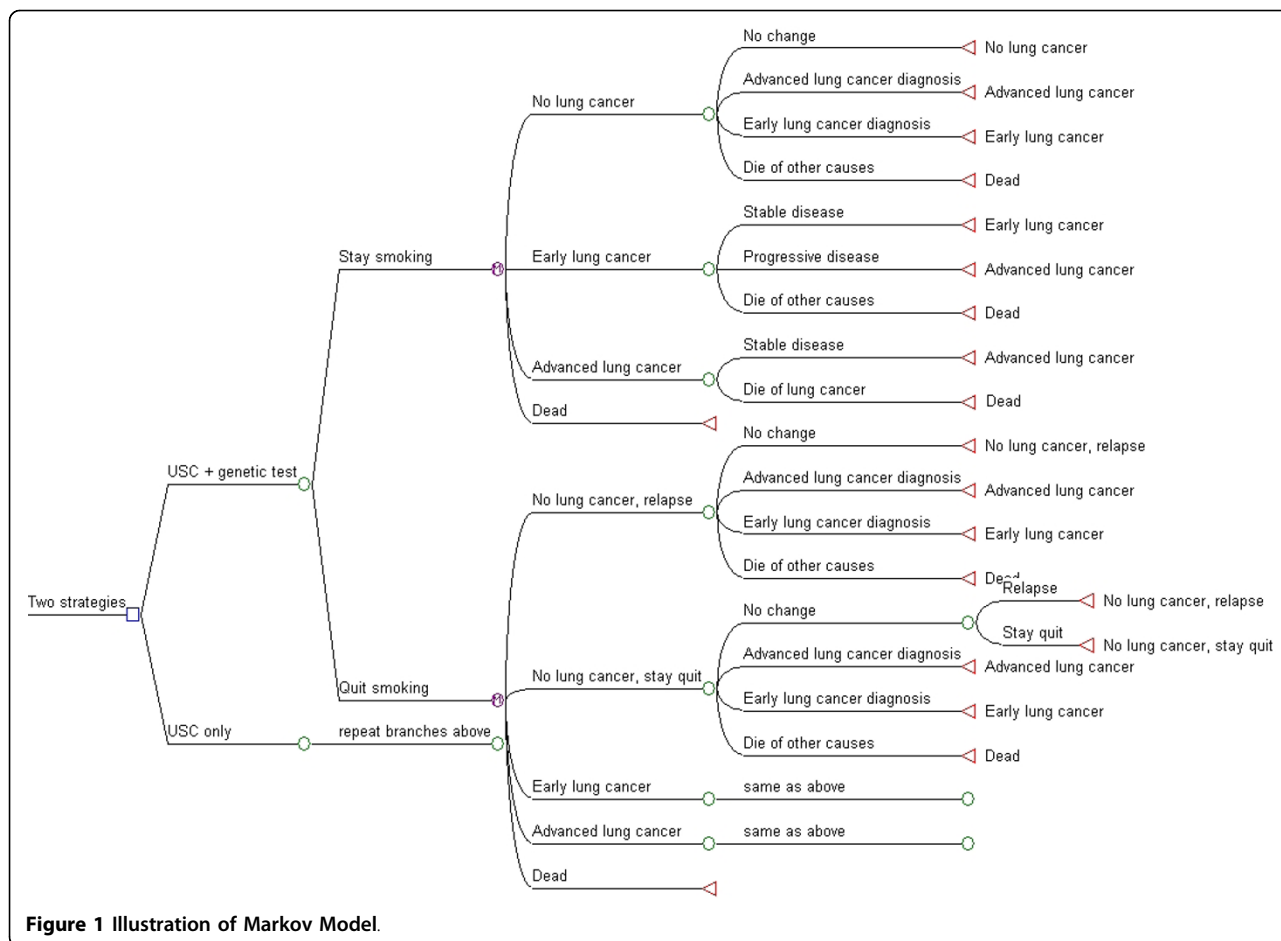 No change
No lung cancer
Advanced lung cancer diagnosis
Advanced lung cancer
No lung cancer
Early lung cancer diagnosis
Early lung cancer
Die of other causes
Dead
Stable disease
Early lung cancer
Stay smoking
Early lung cancer
Progressive disease
Advanced lung cancer
Die of other causes
Dead
Stable disease
Advanced lung cancer
Advanced lung cancer
Die of lung cancer
Dead
Dead
No change
No lung cancer, relapse
USC + genetic test
Advanced lung cancer diagnosis
Advanced lung cancer
No lung cancer, relapse
Early lung cancer diagnosis
Early lung cancer
Die of other causes
Dead
Relapse
No lung cancer, relapse
Two strategies
No change
Stay quit
No lung cancer, stay quit
Advanced lung cancer diagnosis
Advanced lung cancer
No lung cancer, stay quit
Quit smoking
Early lung cancer diagnosis
Early lung cancer
USC only
repeat branches above
Die of other causes
Dead
Early lung cancer
same as above
Advanced lung cancer
same as above
Dead
Figure 1 Illustration of Markov Model.